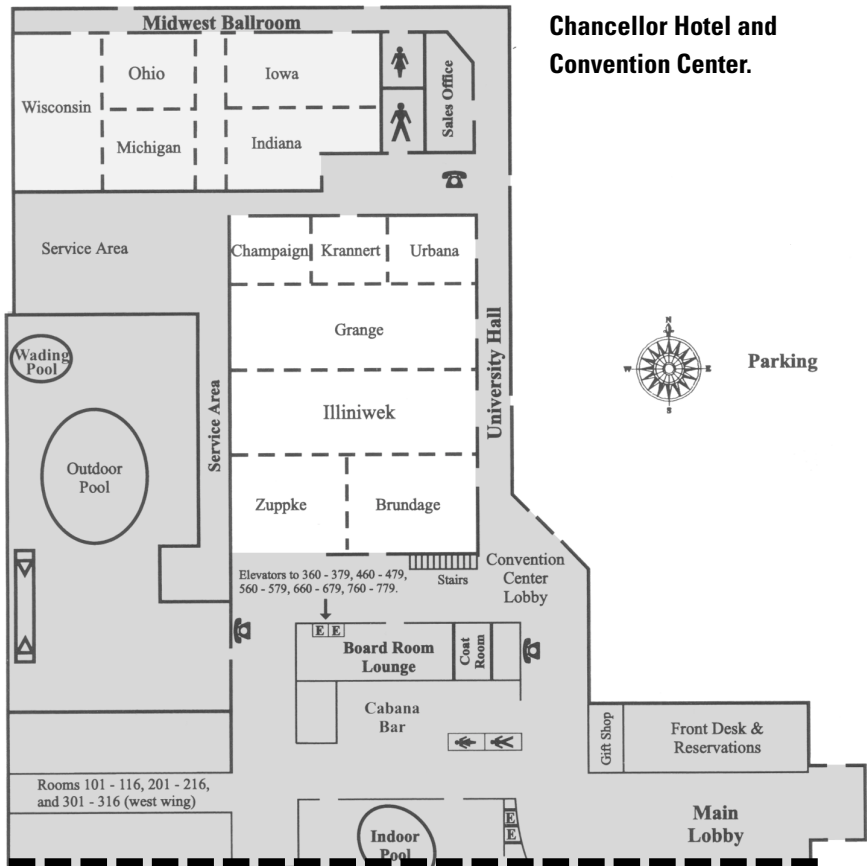 Chancellor Hotel and
Convention Center.
Midwest Ballroom
Wisconsin
Ohio
Iowa
Michigan
Indiana
Sales Office
Service Area
Champaign
Krannert
Urbana
Grange
Illiniwek
Zuppke
Brundage
University Hall
Service Area
Wading
Pool
Outdoor
Pool
N
W
E
S
Parking
Elevators to 360 - 379, 460 - 479,
560 - 579, 660 - 679, 760 - 779.
Stairs
Convention
Center
Lobby
E E
Board Room
Lounge
Coat
Room
Cabana
Bar
Gift Shop
Front Desk &
Reservations
Rooms 101 - 116, 201 - 216,
and 301 - 316 (west wing)
Main
Lobby
E
E
Indoor
Pool